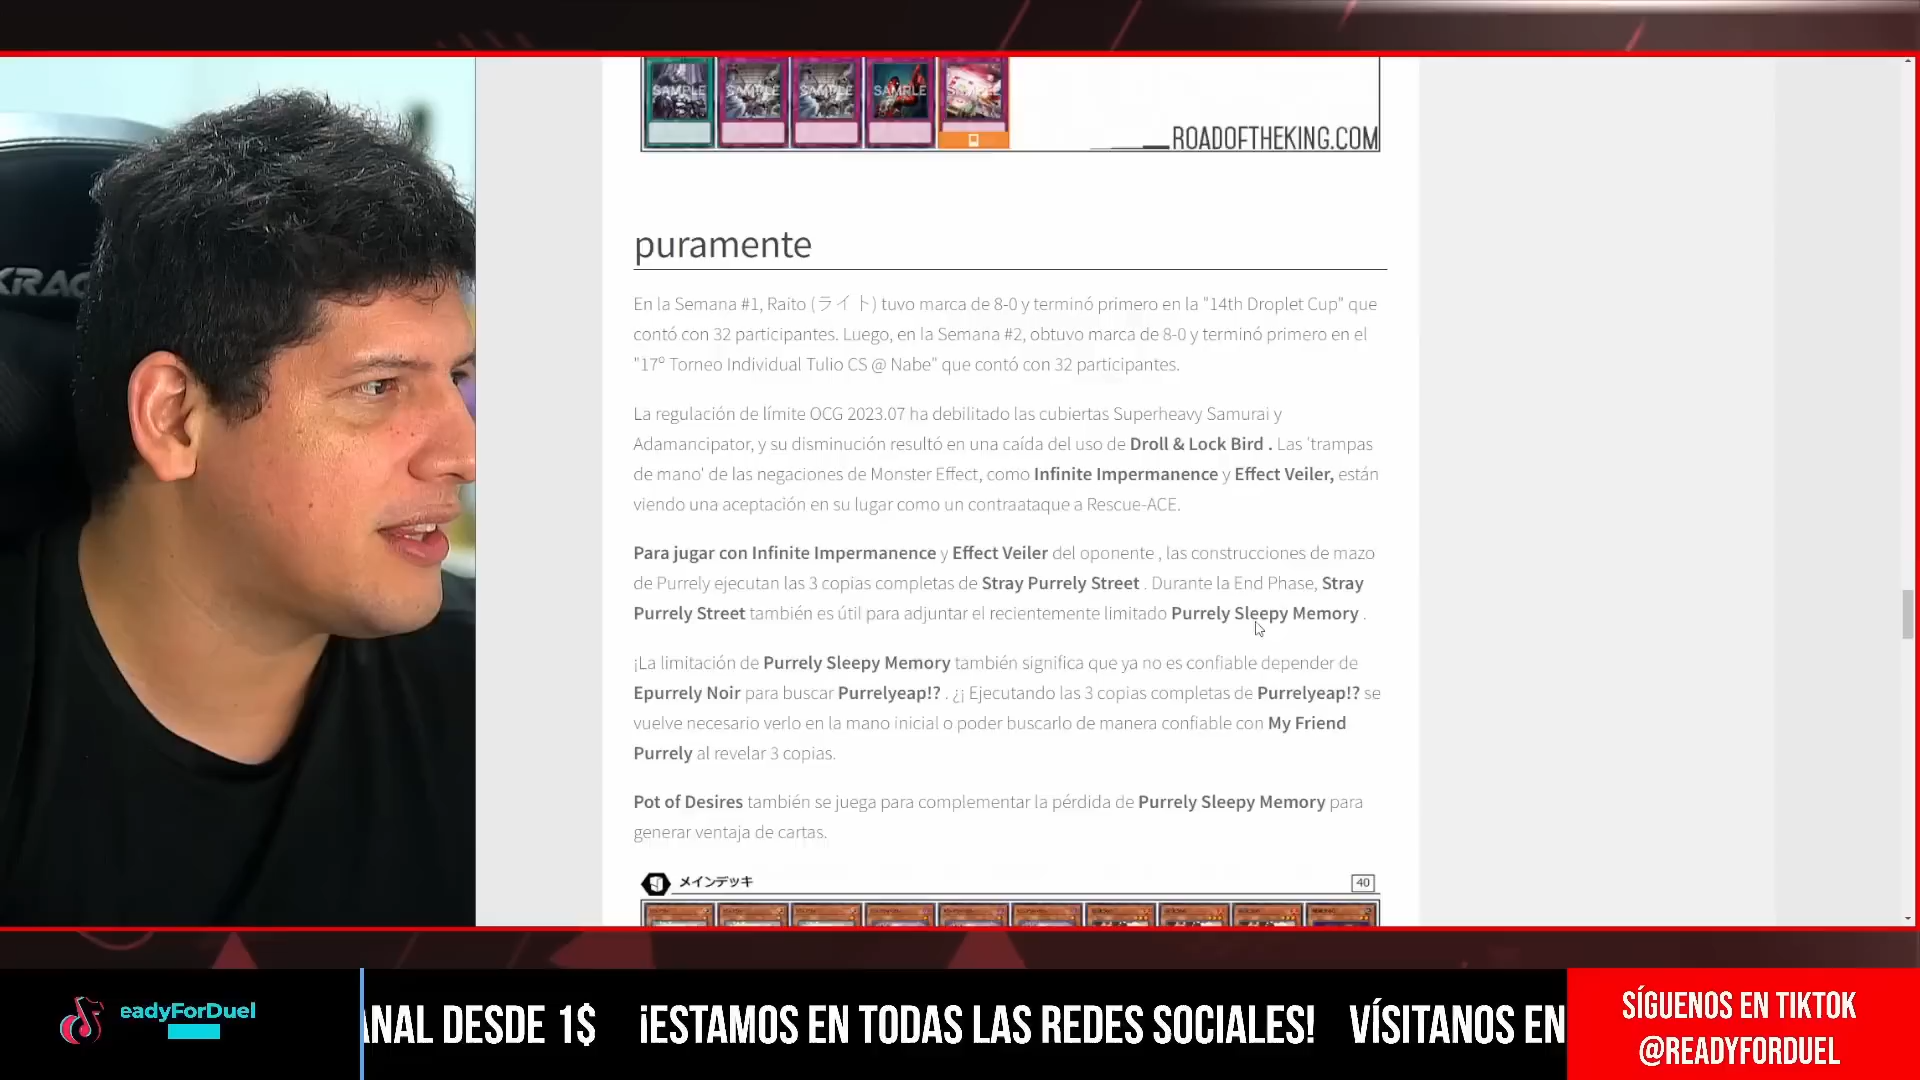 SAMPLE SAMPLE SAMPLE SAMPLE SAMPLE
ROADOFTHEKING.COM
puramente
En la Semana #1, Raito (ライト) tuvo marca de 8-0 y terminó primero en la "14th Droplet Cup" que
contó con 32 participantes. Luego, en la Semana #2, obtuvo marca de 8-0 y terminó primero en el
"17º Torneo Individual Tulio CS @ Nabe" que contó con 32 participantes.
La regulación de límite OCG 2023.07 ha debilitado las cubiertas Superheavy Samurai y
Adamancipator, y su disminución resultó en una caída del uso de Droll & Lock Bird . Las 'trampas
de mano' de las negaciones de Monster Effect, como Infinite Impermanence y Effect Veiler, están
viendo una aceptación en su lugar como un contraataque a Rescue-ACE.
Para jugar con Infinite Impermanence y Effect Veiler del oponente , las construcciones de mazo
de Purrely ejecutan las 3 copias completas de Stray Purrely Street . Durante la End Phase, Stray
Purrely Street también es útil para adjuntar el recientemente limitado Purrely Sleepy Memory .
¡La limitación de Purrely Sleepy Memory también significa que ya no es confiable depender de
Epurrely Noir para buscar Purrelyeap!? . ¿¡ Ejecutando las 3 copias completas de Purrelyeap!? se
vuelve necesario verlo en la mano inicial o poder buscarlo de manera confiable con My Friend
Purrely al revelar 3 copias.
Pot of Desires también se juega para complementar la pérdida de Purrely Sleepy Memory para
generar ventaja de cartas.
メインデッキ 40
eadyForDuel
ANAL DESDE 1$ ¡ESTAMOS EN TODAS LAS REDES SOCIALES! VÍSITANOS EN
SÍGUENOS EN TIKTOK
@READYFORDUEL